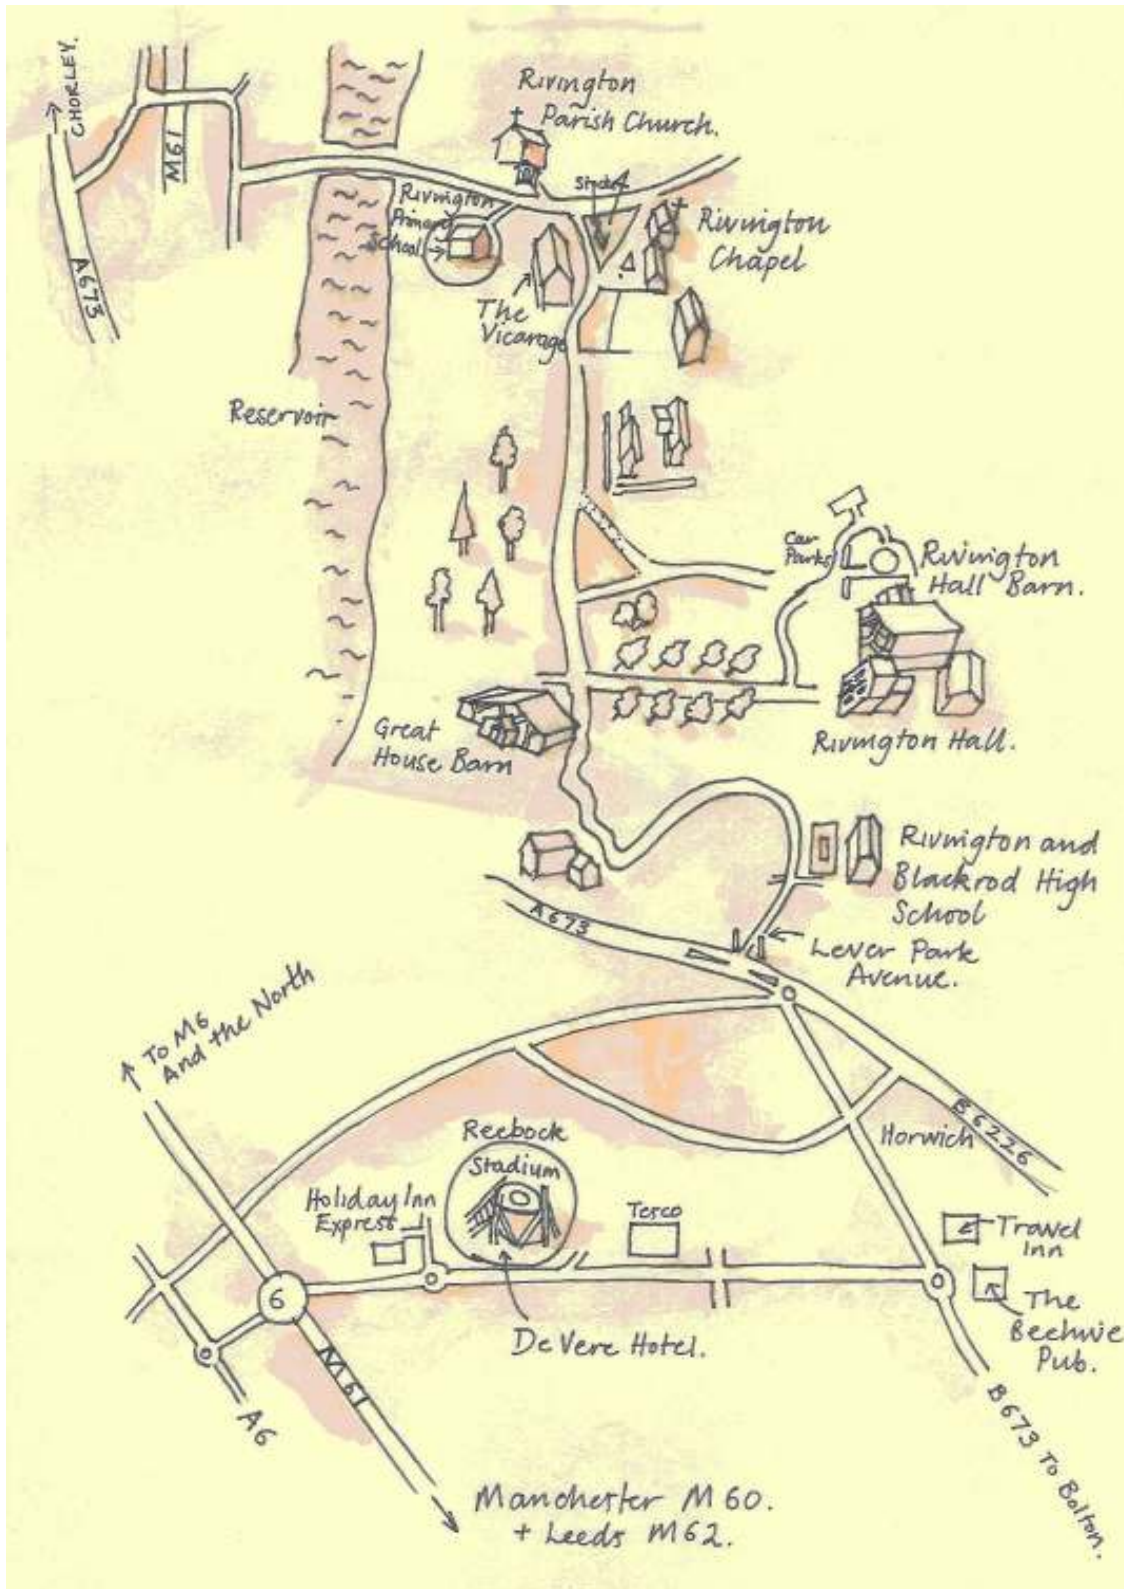 CHORLEY.
M61
A673
Rivington
Parish Church.
Stocks
Rivington
Primary
School
Rivington
Chapel
The
Vicarage
Reservoir
Car
Parks
Rivington
Hall Barn.
Rivington Hall.
Great
House Barn
Rivington and
Blackrod High
School
A673
Lever Park
Avenue.
To M6
And the North
Reebock
Stadium
Horwich
B6226
Holiday Inn
Express
Tesco
Travel
Inn
The
Beehive
Pub.
6
De Vere Hotel.
M61
A6
B673 To Bolton.
Manchester M60.
+ Leeds M62.